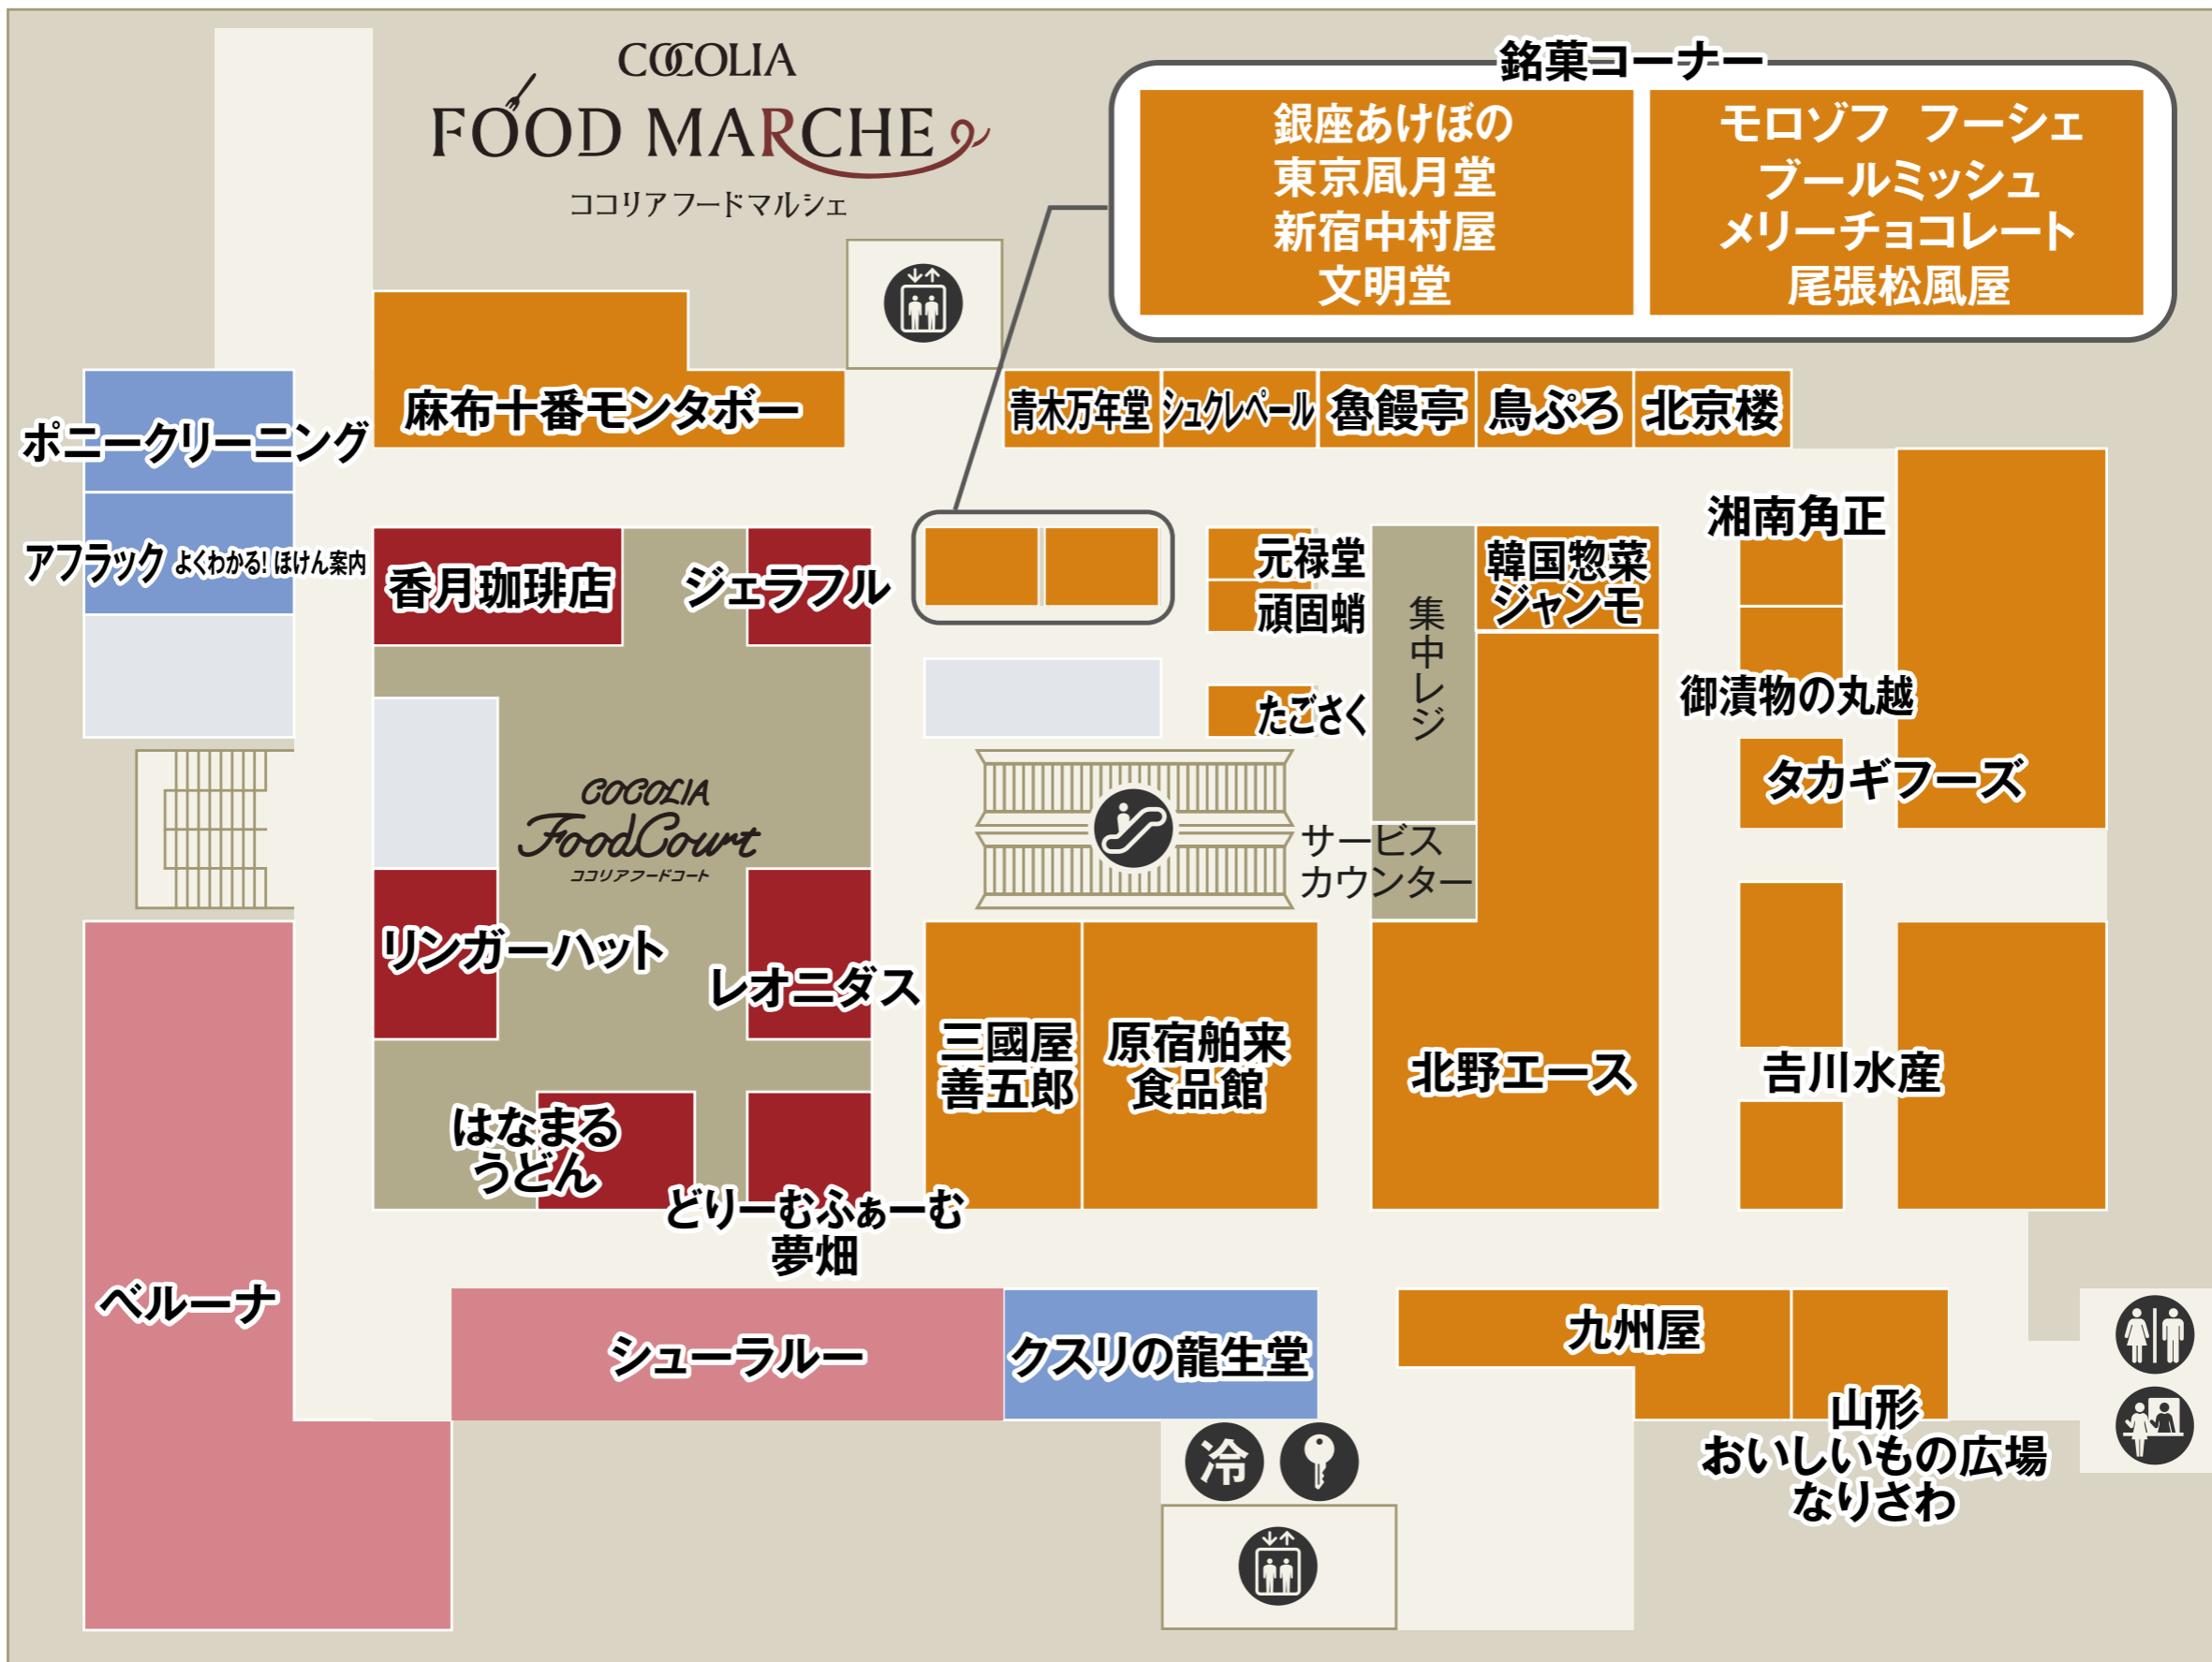 COCOLIA
FOOD MARCHE
ココリア フードマルシェ
銘菓コーナー
銀座あけぼの
東京凮月堂
新宿中村屋
文明堂
モロゾフ フーシェ
ブールミッシュ
メリーチョコレート
尾張松風屋
麻布十番モンタボー
青木万年堂
シュクレペール
魯饅亭
鳥ぷろ
北京楼
ポニークリーニング
アフラック よくわかる! ほけん案内
香月珈琲店
ジェラフル
元禄堂
頑固蛸
たごさく
集中レジ
韓国惣菜
ジャンモ
湘南角正
御漬物の丸越
タカギフーズ
COCOLIA
FoodCourt
ココリアフードコート
サービス
カウンター
リンガーハット
レオニダス
三國屋
善五郎
原宿舶来
食品館
北野エース
𠮷川水産
はなまる
うどん
どりーむふぁーむ
夢畑
ベルーナ
シューラルー
クスリの龍生堂
九州屋
山形
おいしいもの広場
なりさわ
冷